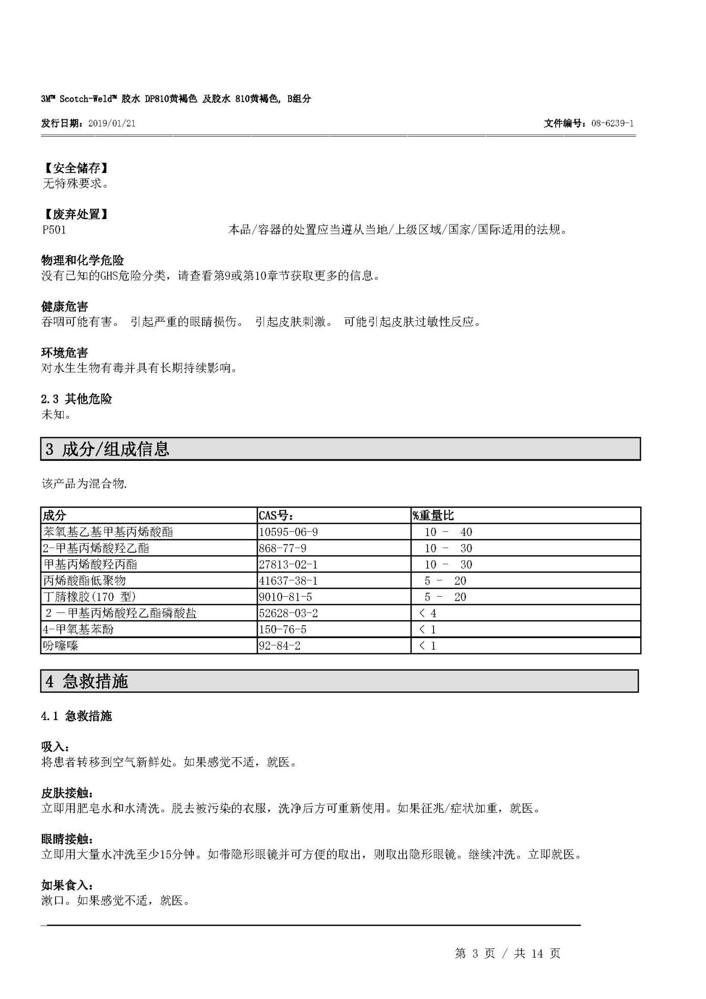 3M™ Scotch-Weld™ 胶水 DP810黄褐色 及胶水 810黄褐色, B组分
发行日期：2019/01/21 文件编号：08-6239-1
【安全储存】
无特殊要求。
【废弃处置】
P501 本品/容器的处置应当遵从当地/上级区域/国家/国际适用的法规。
物理和化学危险
没有已知的GHS危险分类，请查看第9或第10章节获取更多的信息。
健康危害
吞咽可能有害。 引起严重的眼睛损伤。 引起皮肤刺激。 可能引起皮肤过敏性反应。
环境危害
对水生生物有毒并具有长期持续影响。
2.3 其他危险
未知。
3 成分/组成信息
该产品为混合物.
成分 CAS号： %重量比
苯氧基乙基甲基丙烯酸酯 10595-06-9 10 - 40
2-甲基丙烯酸羟乙酯 868-77-9 10 - 30
甲基丙烯酸羟丙酯 27813-02-1 10 - 30
丙烯酸酯低聚物 41637-38-1 5 - 20
丁腈橡胶(170 型) 9010-81-5 5 - 20
２－甲基丙烯酸羟乙酯磷酸盐 52628-03-2 < 4
4-甲氧基苯酚 150-76-5 < 1
吩噻嗪 92-84-2 < 1
4 急救措施
4.1 急救措施
吸入：
将患者转移到空气新鲜处。如果感觉不适，就医。
皮肤接触：
立即用肥皂水和水清洗。脱去被污染的衣服，洗净后方可重新使用。如果征兆/症状加重，就医。
眼睛接触：
立即用大量水冲洗至少15分钟。如带隐形眼镜并可方便的取出，则取出隐形眼镜。继续冲洗。立即就医。
如果食入：
漱口。如果感觉不适，就医。
第 3 页 / 共 14 页